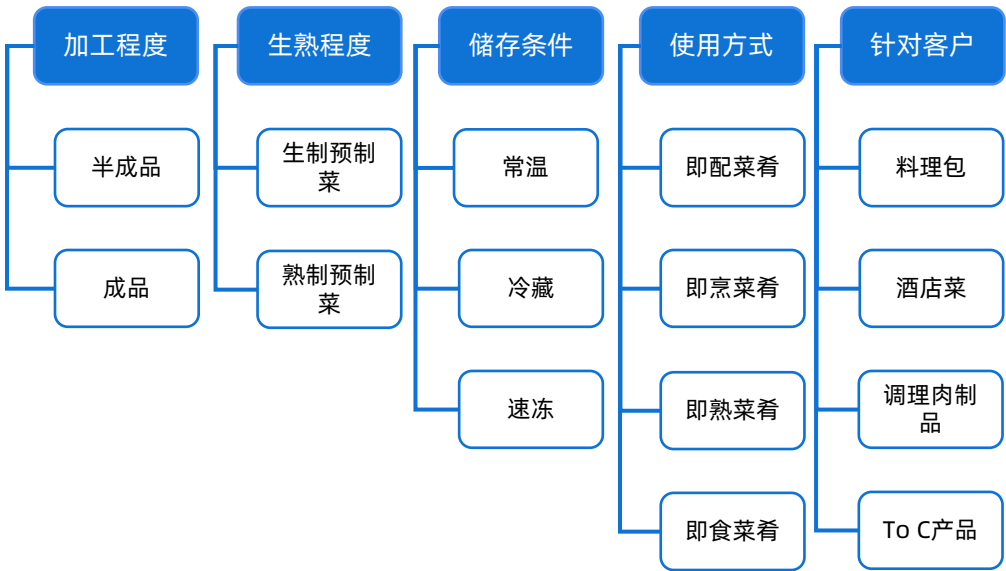 加工程度
半成品
成品
生熟程度
生制预制
菜
熟制预制
菜
储存条件
常温
冷藏
速冻
使用方式
即配菜肴
即烹菜肴
即熟菜肴
即食菜肴
针对客户
料理包
酒店菜
调理肉制
品
To C产品